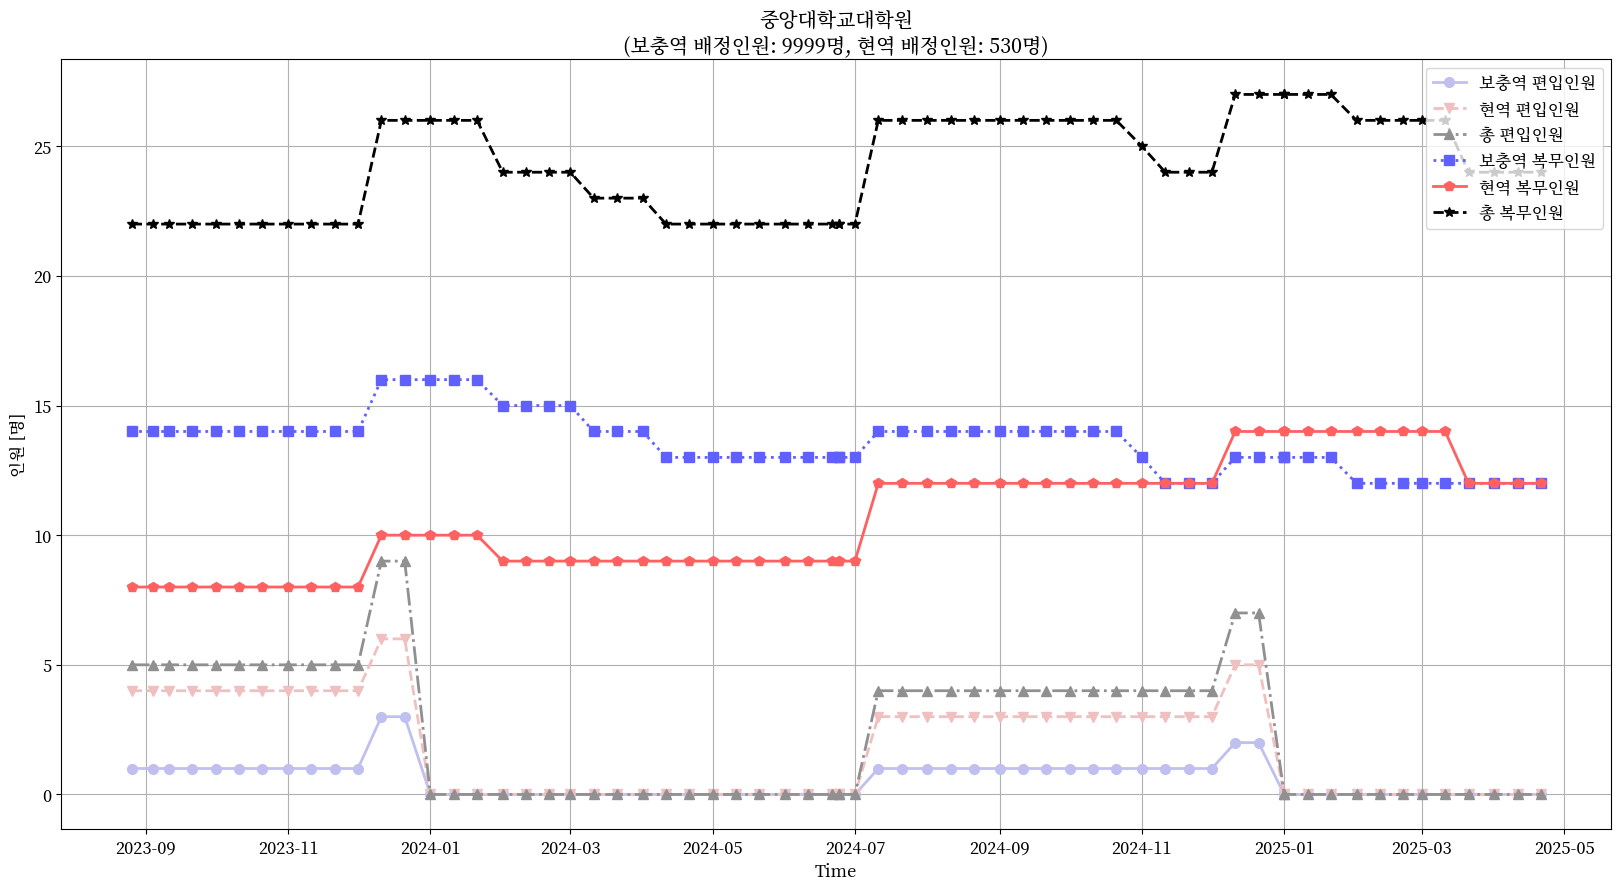 중앙대학교대학원
(보충역 배정인원: 9999명, 현역 배정인원: 530명)
보충역 편입인원
현역 편입인원
총 편입인원
보충역 복무인원
현역 복무인원
총 복무인원
인원 [명]
25
20
15
10
5
0
2023-09
2023-11
2024-01
2024-03
2024-05
2024-07
2024-09
2024-11
2025-01
2025-03
2025-05
Time